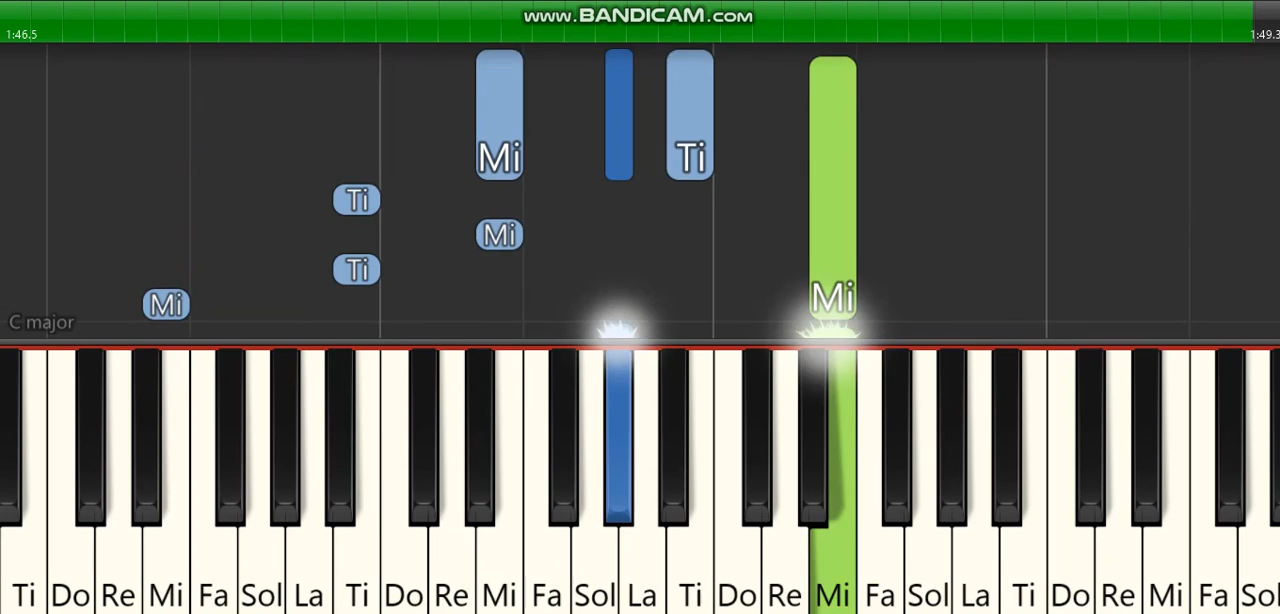 www.BANDICAM.com
1:46.5
1:49.3
Mi Ti
Ti
Mi
Ti
Mi Mi
C major
Ti Do Re Mi Fa Sol La Ti Do Re Mi Fa Sol La Ti Do Re Mi Fa Sol La Ti Do Re Mi Fa So